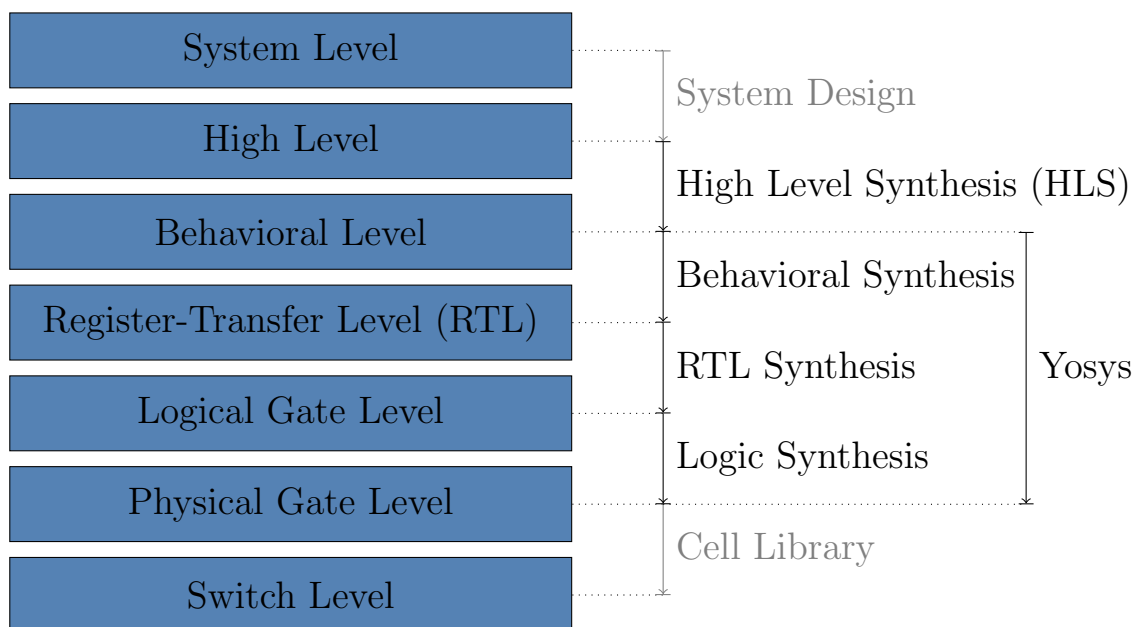 System Level
System Design
High Level
High Level Synthesis (HLS)
Behavioral Level
Behavioral Synthesis
Register-Transfer Level (RTL)
RTL Synthesis
Yosys
Logical Gate Level
Logic Synthesis
Physical Gate Level
Cell Library
Switch Level